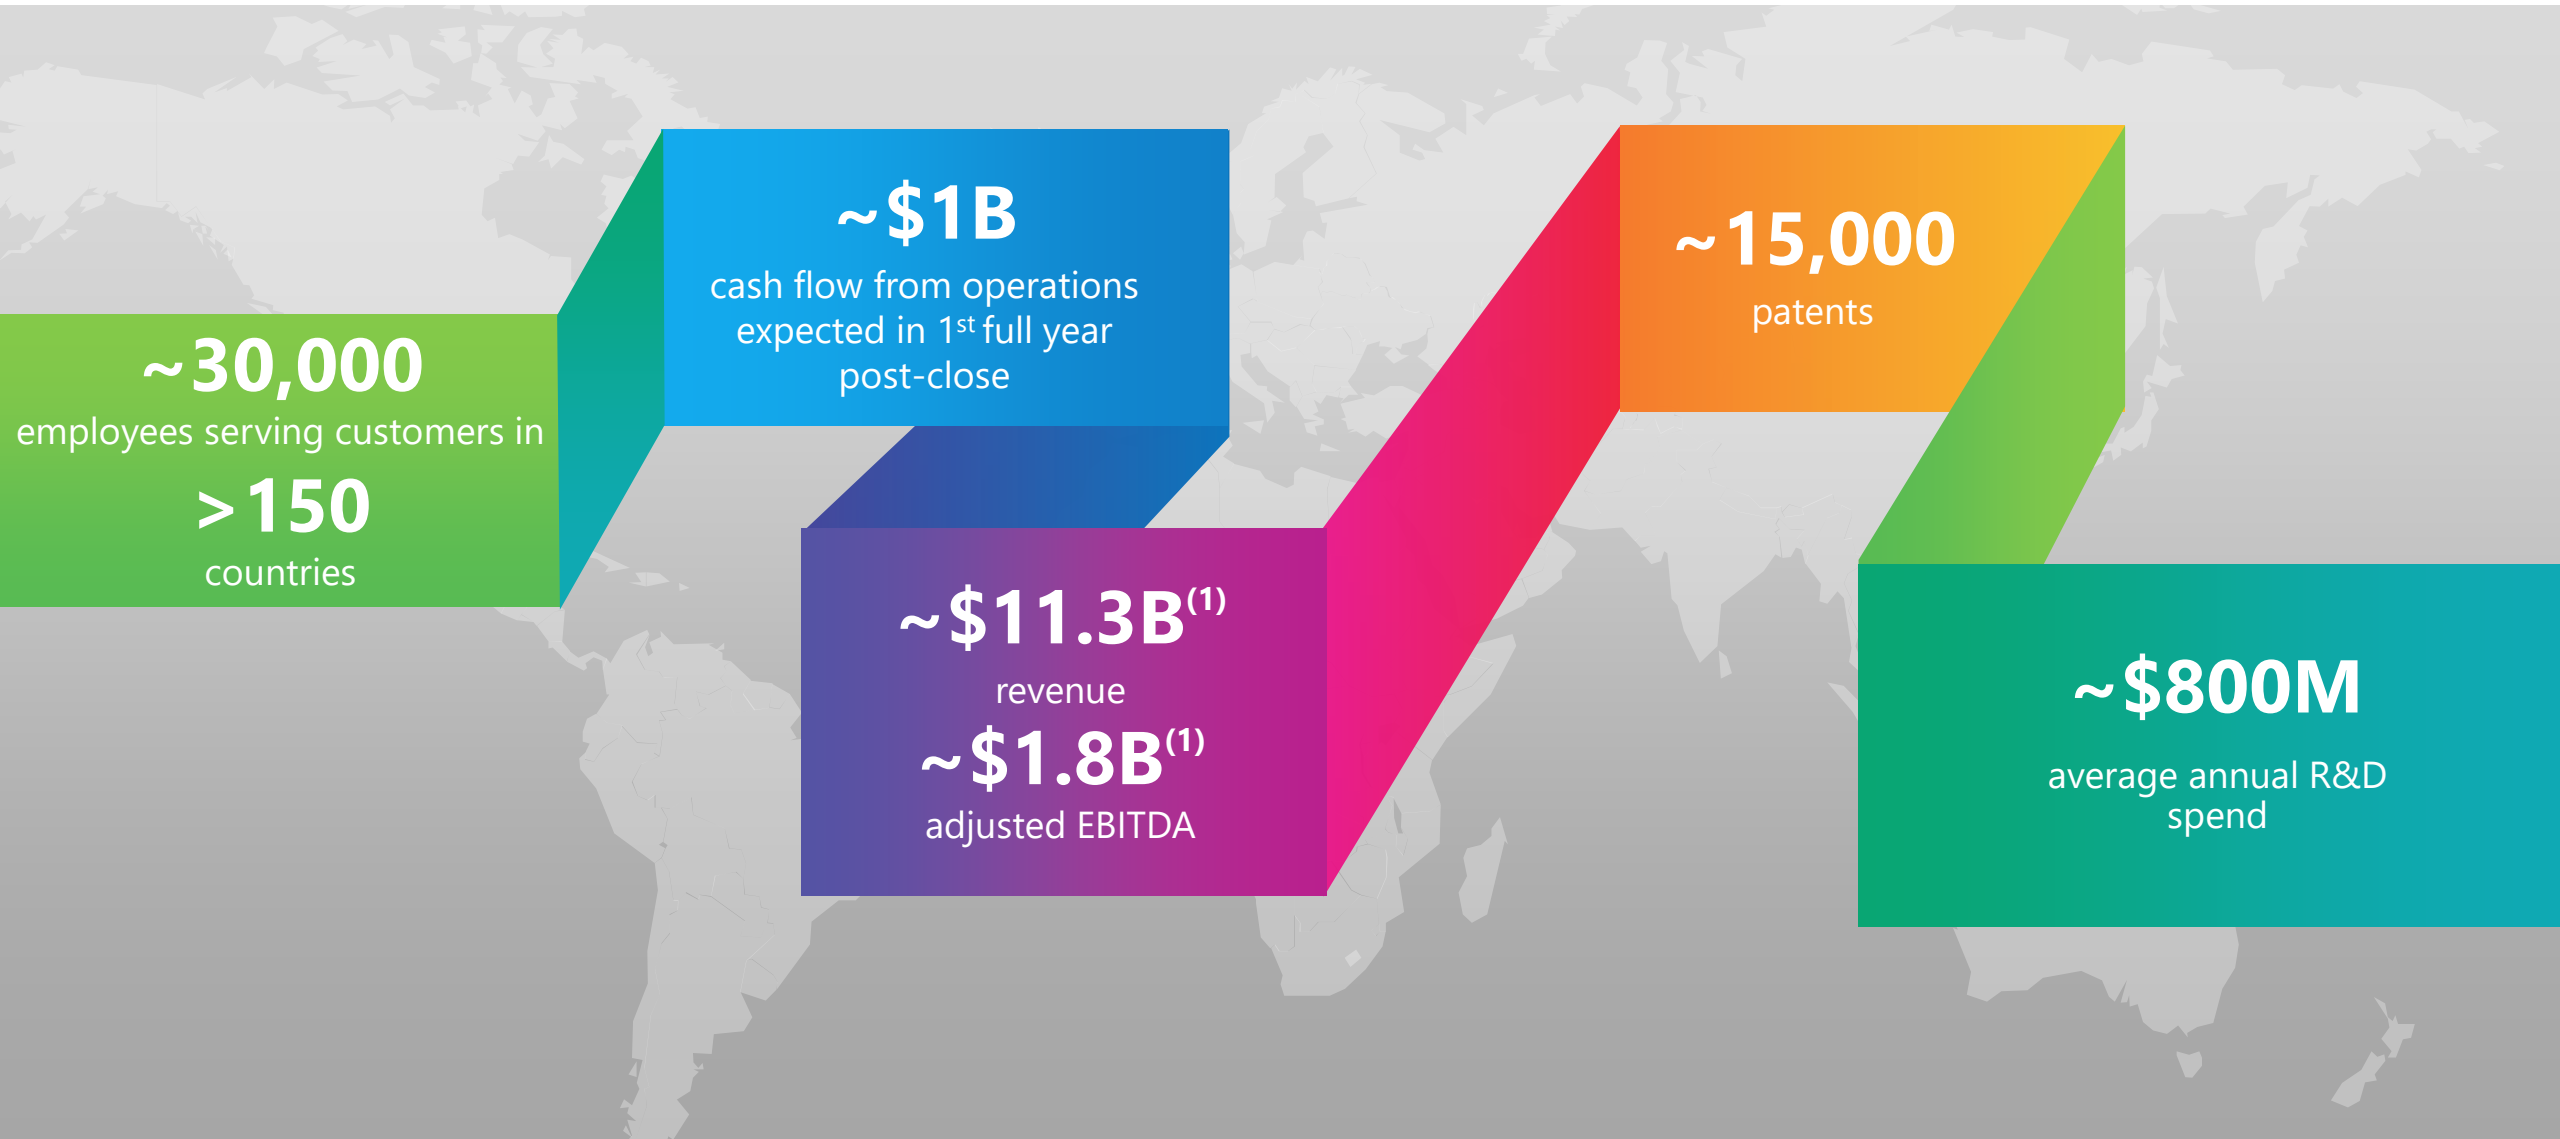 ~30,000
employees serving customers in
>150
countries
~$1B
cash flow from operations
expected in 1st full year
post-close
~$11.3B(1)
revenue
~$1.8B(1)
adjusted EBITDA
~15,000
patents
~$800M
average annual R&D
spend